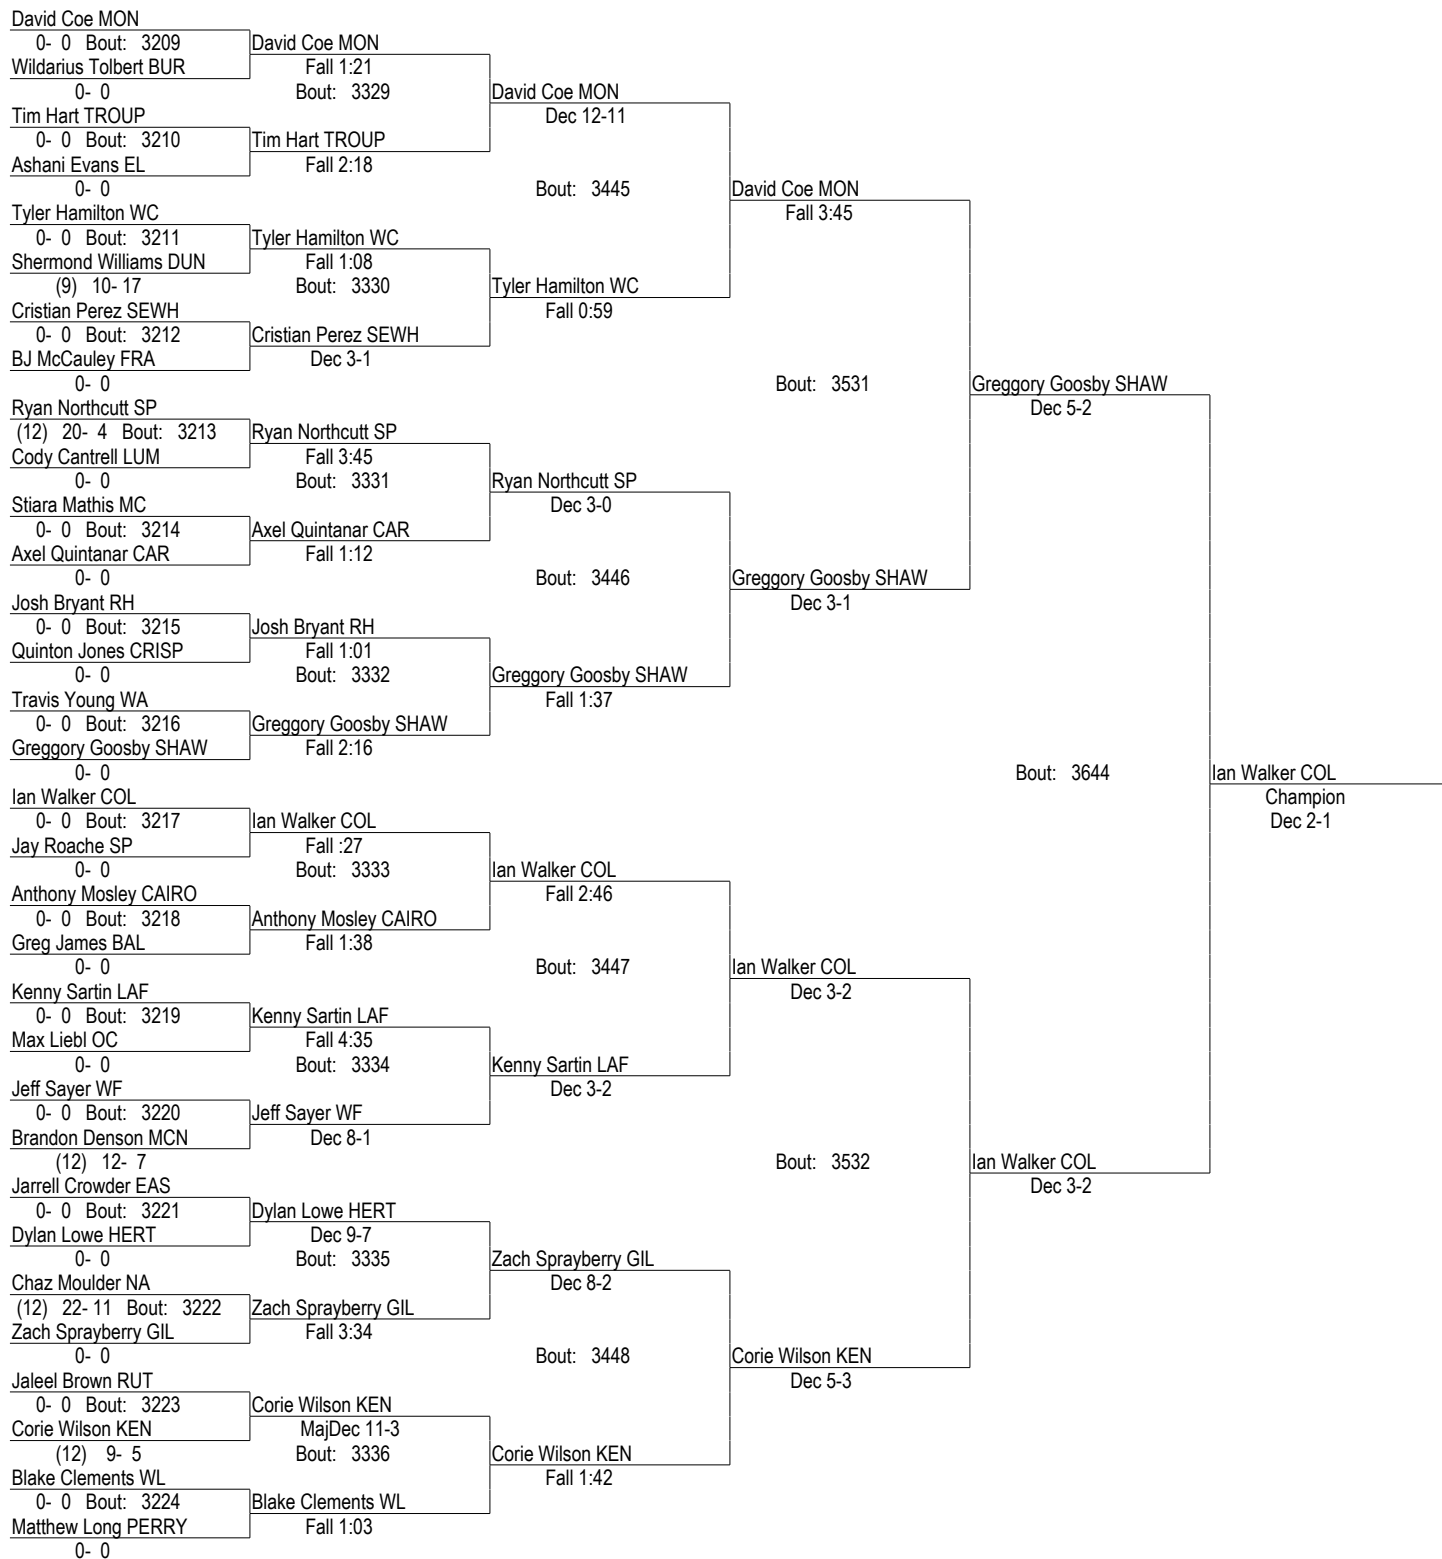 David Coe MON
0- 0 Bout: 3209
David Coe MON
Wildarius Tolbert BUR
Fall 1:21
0- 0
Bout: 3329
David Coe MON
Tim Hart TROUP
Dec 12-11
0- 0 Bout: 3210
Tim Hart TROUP
Ashani Evans EL
Fall 2:18
0- 0
Bout: 3445
David Coe MON
Tyler Hamilton WC
Fall 3:45
0- 0 Bout: 3211
Tyler Hamilton WC
Shermond Williams DUN
Fall 1:08
(9) 10- 17
Bout: 3330
Tyler Hamilton WC
Cristian Perez SEWH
Fall 0:59
0- 0 Bout: 3212
Cristian Perez SEWH
BJ McCauley FRA
Dec 3-1
0- 0
Bout: 3531
Greggory Goosby SHAW
Ryan Northcutt SP
Dec 5-2
(12) 20- 4 Bout: 3213
Ryan Northcutt SP
Cody Cantrell LUM
Fall 3:45
0- 0
Bout: 3331
Ryan Northcutt SP
Stiara Mathis MC
Dec 3-0
0- 0 Bout: 3214
Axel Quintanar CAR
Axel Quintanar CAR
Fall 1:12
0- 0
Bout: 3446
Greggory Goosby SHAW
Josh Bryant RH
Dec 3-1
0- 0 Bout: 3215
Josh Bryant RH
Quinton Jones CRISP
Fall 1:01
0- 0
Bout: 3332
Greggory Goosby SHAW
Travis Young WA
Fall 1:37
0- 0 Bout: 3216
Greggory Goosby SHAW
Greggory Goosby SHAW
Fall 2:16
0- 0
Bout: 3644
Ian Walker COL
Ian Walker COL
Champion
0- 0 Bout: 3217
Ian Walker COL
Dec 2-1
Jay Roache SP
Fall :27
0- 0
Bout: 3333
Ian Walker COL
Anthony Mosley CAIRO
Fall 2:46
0- 0 Bout: 3218
Anthony Mosley CAIRO
Greg James BAL
Fall 1:38
0- 0
Bout: 3447
Ian Walker COL
Kenny Sartin LAF
Dec 3-2
0- 0 Bout: 3219
Kenny Sartin LAF
Max Liebl OC
Fall 4:35
0- 0
Bout: 3334
Kenny Sartin LAF
Jeff Sayer WF
Dec 3-2
0- 0 Bout: 3220
Jeff Sayer WF
Brandon Denson MCN
Dec 8-1
(12) 12- 7
Bout: 3532
Ian Walker COL
Jarrell Crowder EAS
Dec 3-2
0- 0 Bout: 3221
Dylan Lowe HERT
Dylan Lowe HERT
Dec 9-7
0- 0
Bout: 3335
Zach Sprayberry GIL
Chaz Moulder NA
Dec 8-2
(12) 22- 11 Bout: 3222
Zach Sprayberry GIL
Zach Sprayberry GIL
Fall 3:34
0- 0
Bout: 3448
Corie Wilson KEN
Jaleel Brown RUT
Dec 5-3
0- 0 Bout: 3223
Corie Wilson KEN
Corie Wilson KEN
MajDec 11-3
(12) 9- 5
Bout: 3336
Corie Wilson KEN
Blake Clements WL
Fall 1:42
0- 0 Bout: 3224
Blake Clements WL
Matthew Long PERRY
Fall 1:03
0- 0